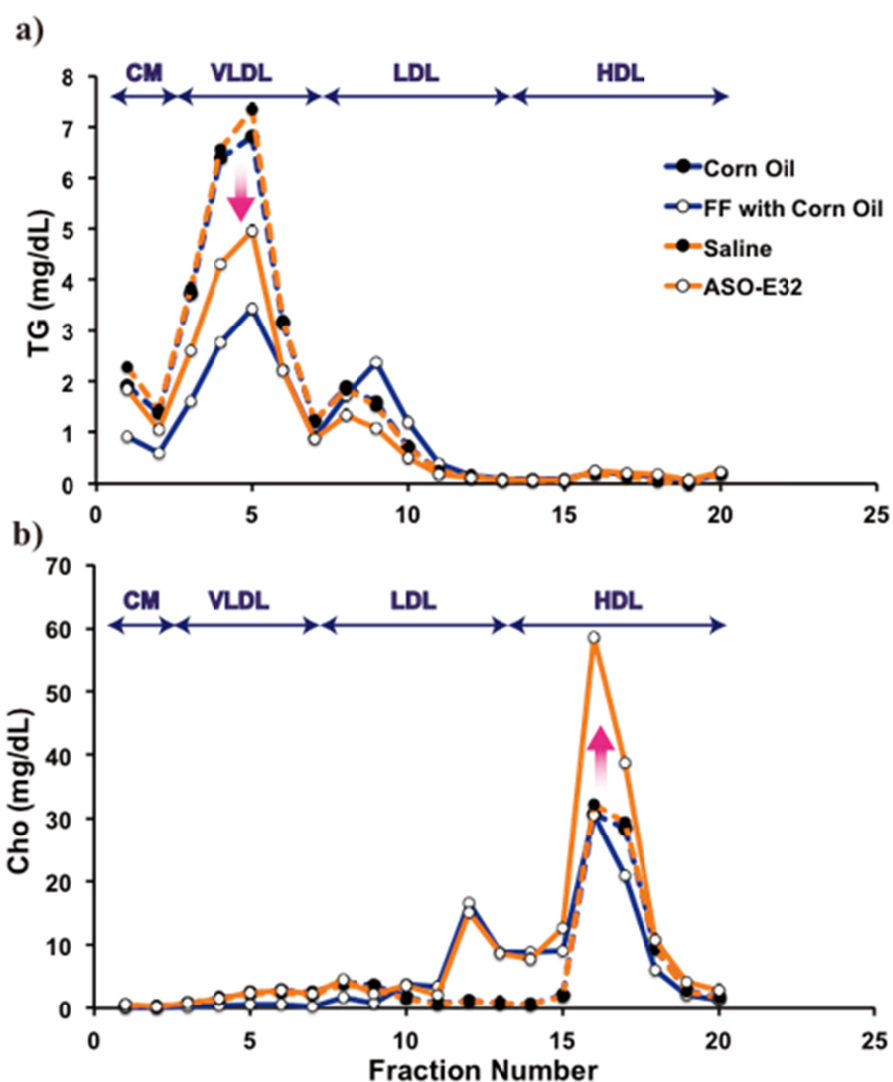 a)
CM VLDL LDL HDL
8
7
6
5
4
3
2
1
0
TG (mg/dL)
Corn Oil
FF with Corn Oil
Saline
ASO-E32
0 5 10 15 20 25
b)
CM VLDL LDL HDL
70
60
50
40
30
20
10
0
Cho (mg/dL)
0 5 10 15 20 25
Fraction Number